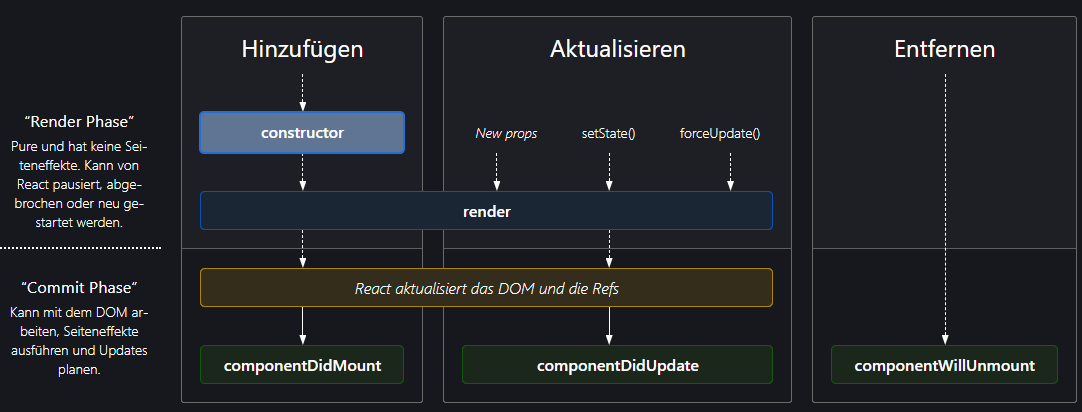 Hinzufügen
Aktualisieren
Entfernen
“Render Phase”
Pure und hat keine Sei-
teneffekte. Kann von
React pausiert, abge-
brochen oder neu ge-
startet werden.
constructor
New props
setState()
forceUpdate()
render
“Commit Phase”
Kann mit dem DOM ar-
beiten, Seiteneffekte
ausführen und Updates
planen.
React aktualisiert das DOM und die Refs
componentDidMount
componentDidUpdate
componentWillUnmount